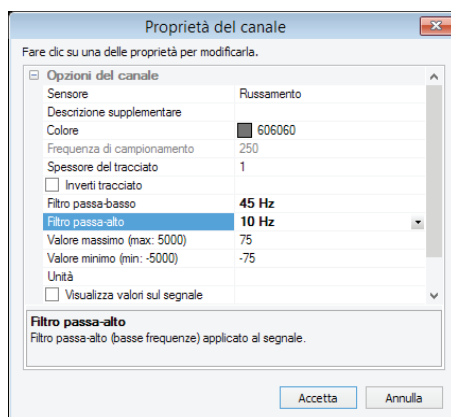 Proprietà del canale
Fare clic su una delle proprietà per modificarla.
Opzioni del canale
Sensore Russamento
Descrizione supplementare
Colore 606060
Frequenza di campionamento 250
Spessore del tracciato 1
Inverti tracciato
Filtro passa-basso 45 Hz
Filtro passa-alto 10 Hz
Valore massimo (max: 5000) 75
Valore minimo (min: -5000) -75
Unità
Visualizza valori sul segnale
Filtro passa-alto
Filtro passa-alto (basse frequenze) applicato al segnale.
Accetta Annulla